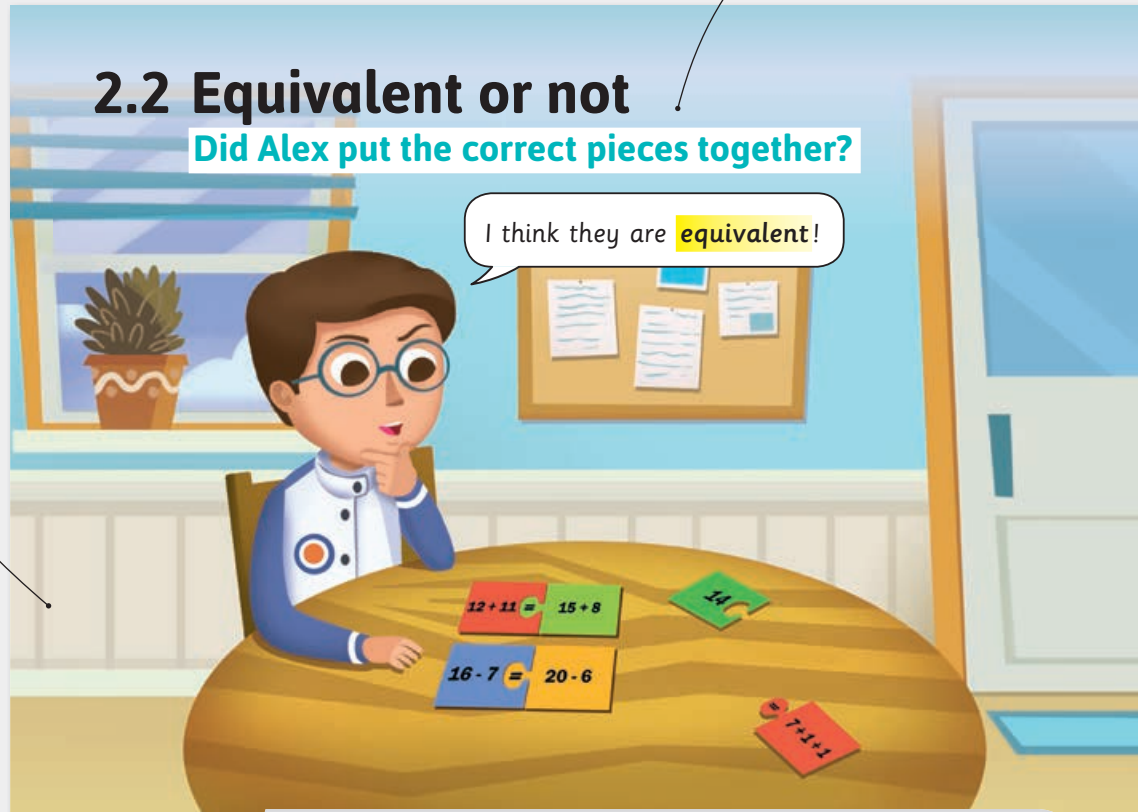 2.2 Equivalent or not
Did Alex put the correct pieces together?
I think they are equivalent!
12 + 11 = 15 + 8
14
16 - 7 = 20 - 6
= 7+1+1